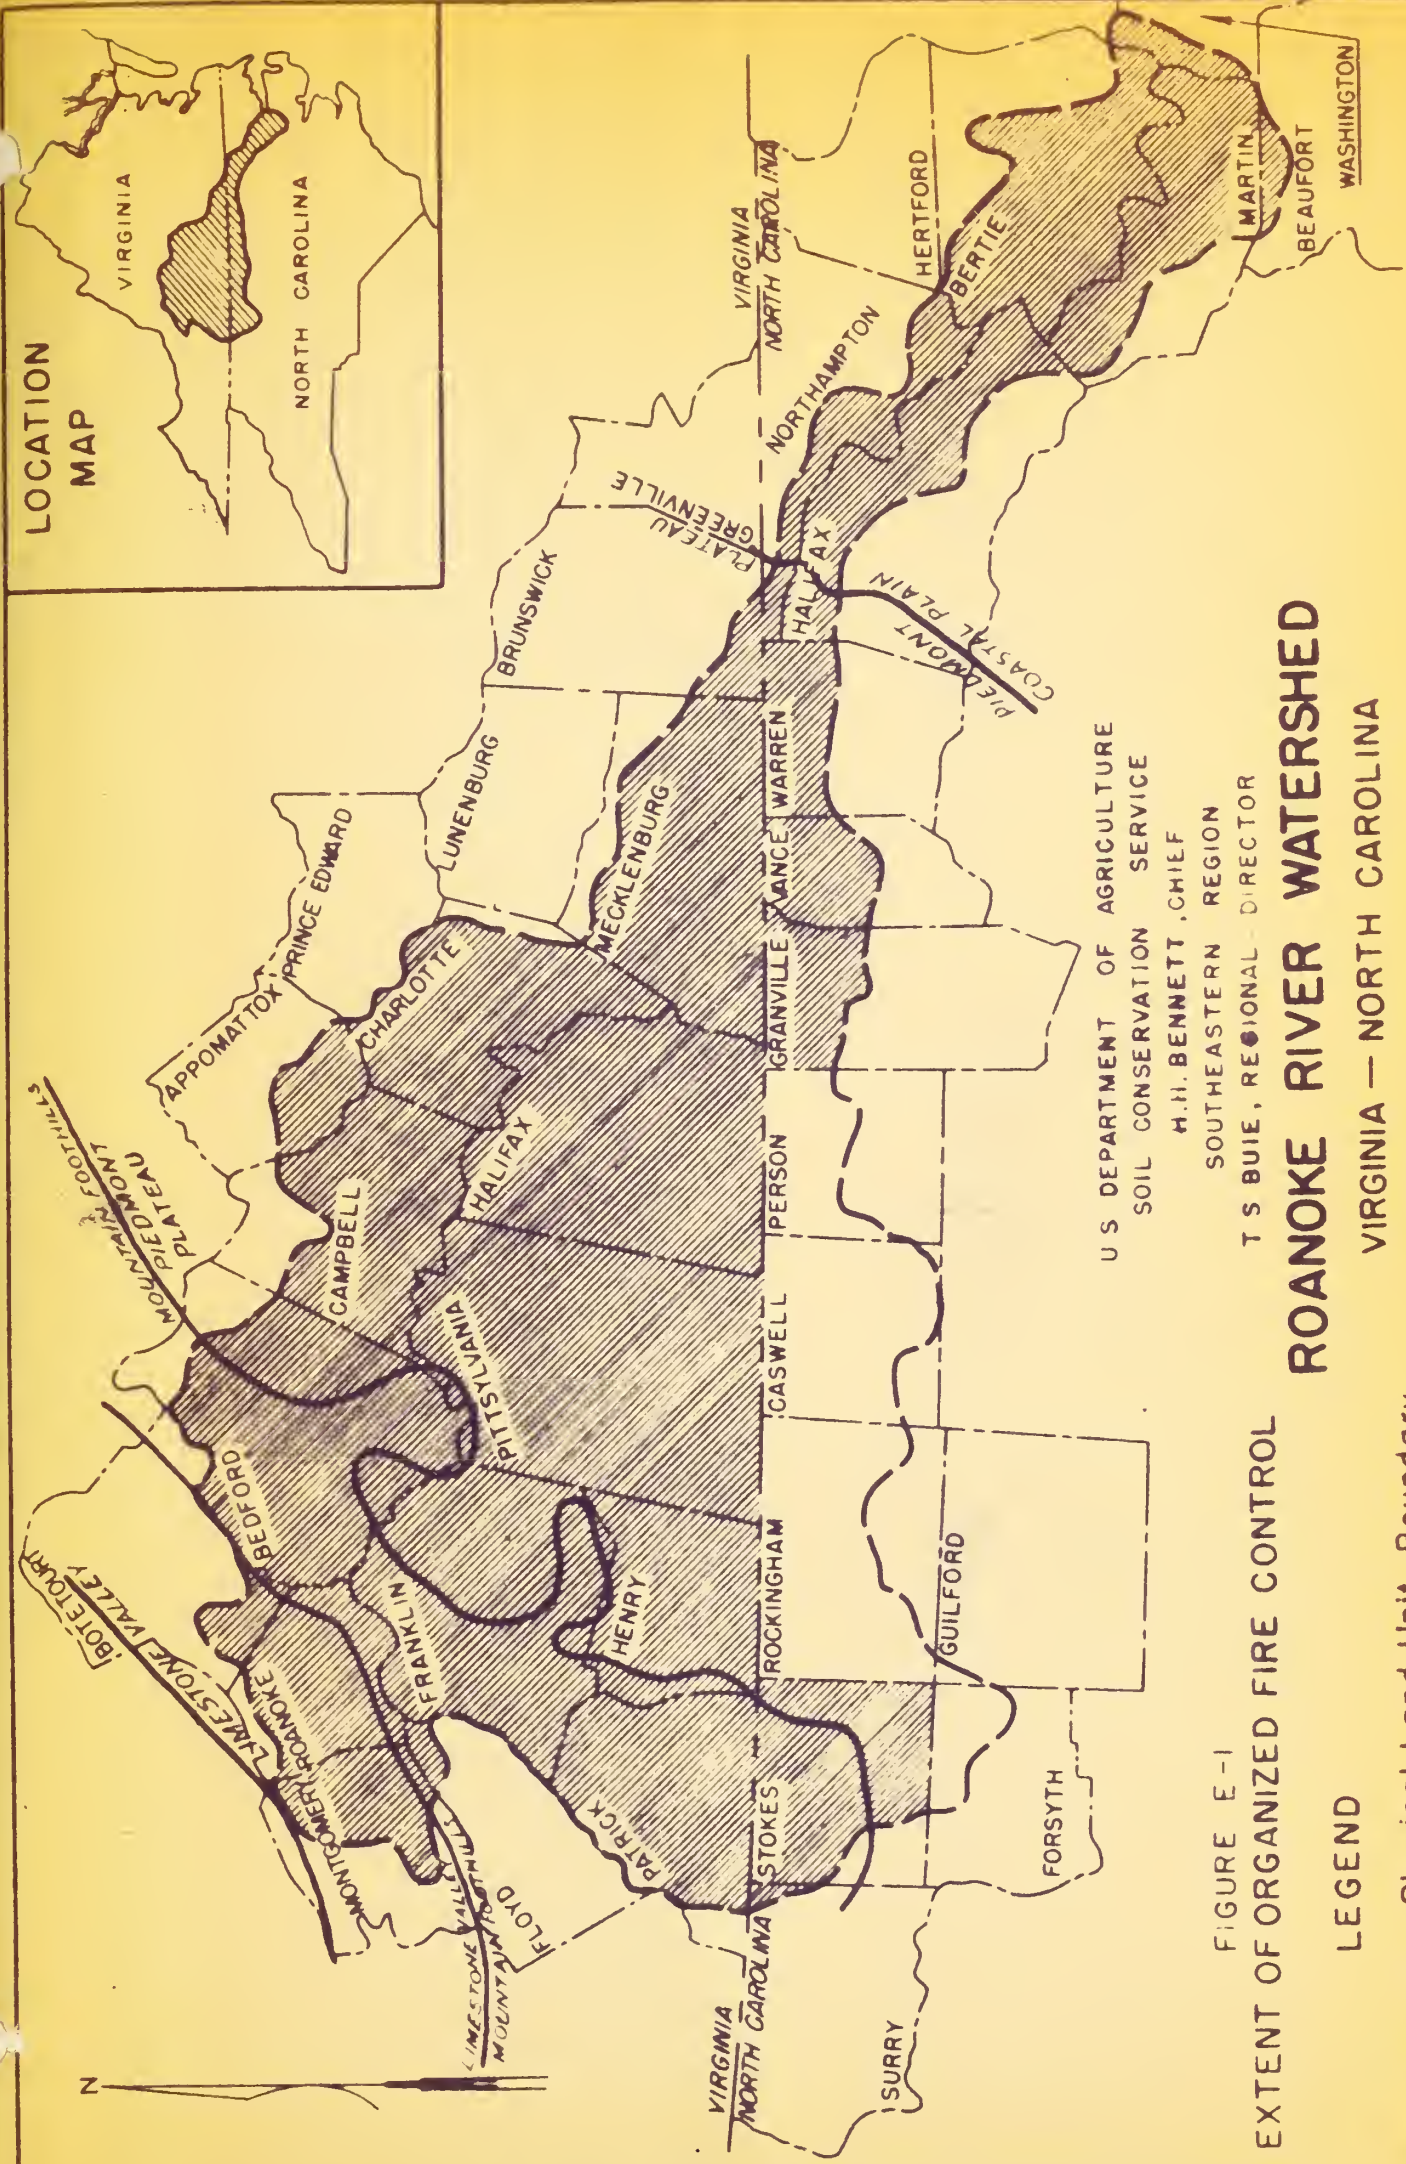 LOCATION
MAP
VIRGINIA
NORTH CAROLINA
N
BOTETOURT
LIMESTONE VALLEY
MOUNTAIN FOOTHILLS
PIEDMONT
PLATEAU
APPOMATTOX
PRINCE EDWARD
LUNENBURG
BRUNSWICK
GREENVILLE
PLATEAU
BEDFORD
CAMPBELL
CHARLOTTE
MECKLENBURG
ROANOKE
MONTGOMERY
FRANKLIN
PITTSYLVANIA
HALIFAX
LIMESTONE VALLEY
MOUNTAIN FOOTHILLS
FLOYD
PATRICK
HENRY
VIRGINIA
NORTH CAROLINA
VIRGINIA
NORTH CAROLINA
SURRY
STOKES
ROCKINGHAM
CASWELL
PERSON
GRANVILLE
VANCE
WARREN
HALIFAX
NORTHAMPTON
HERTFORD
BERTIE
MARTIN
BEAUFORT
WASHINGTON
PIEDMONT
COASTAL PLAIN
FORSYTH
GUILFORD
U S DEPARTMENT OF AGRICULTURE
SOIL CONSERVATION SERVICE
H.H. BENNETT, CHIEF
SOUTHEASTERN REGION
T S BUIE, REGIONAL DIRECTOR
FIGURE E-1
EXTENT OF ORGANIZED FIRE CONTROL
ROANOKE RIVER WATERSHED
VIRGINIA — NORTH CAROLINA
LEGEND